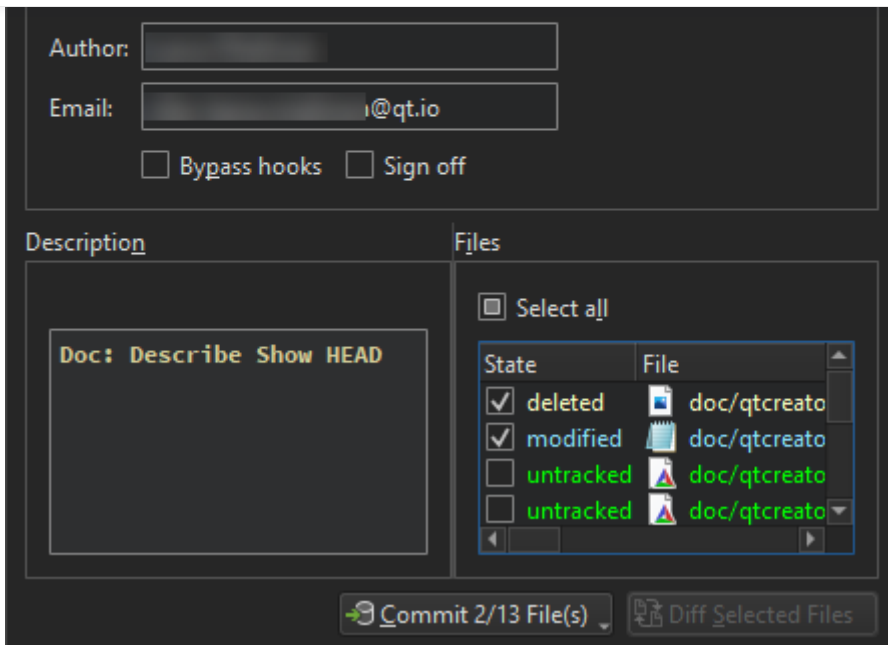 Author:
Email: @qt.io
Bypass hooks Sign off
Description Files
Select all
Doc: Describe Show HEAD
State File
deleted doc/qtcreato
modified doc/qtcreato
untracked doc/qtcreato
untracked doc/qtcreato
Commit 2/13 File(s) Diff Selected Files